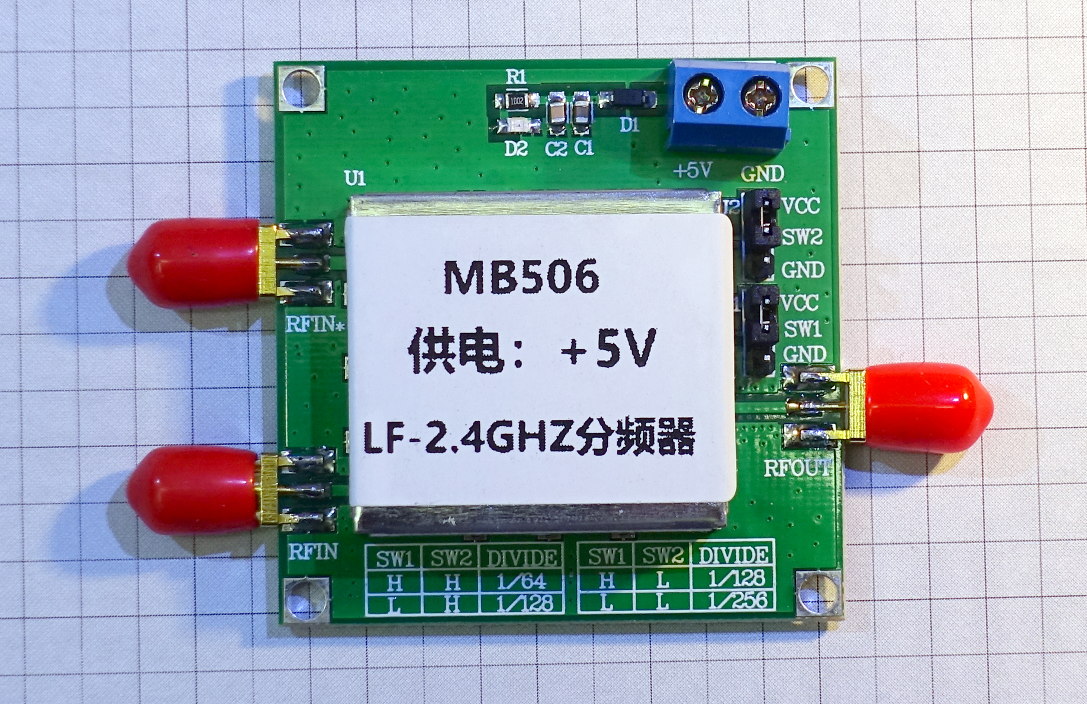 R1
1002
D2 C2 C1
D1
+5V GND
U1
J2
VCC
SW2
GND
VCC
SW1
GND
RFIN*
MB506
供电：+5V
LF-2.4GHZ分频器
RFOUT
RFIN
SW1 SW2 DIVIDE
H H 1/64
L H 1/128
SW1 SW2 DIVIDE
H L 1/128
L L 1/256